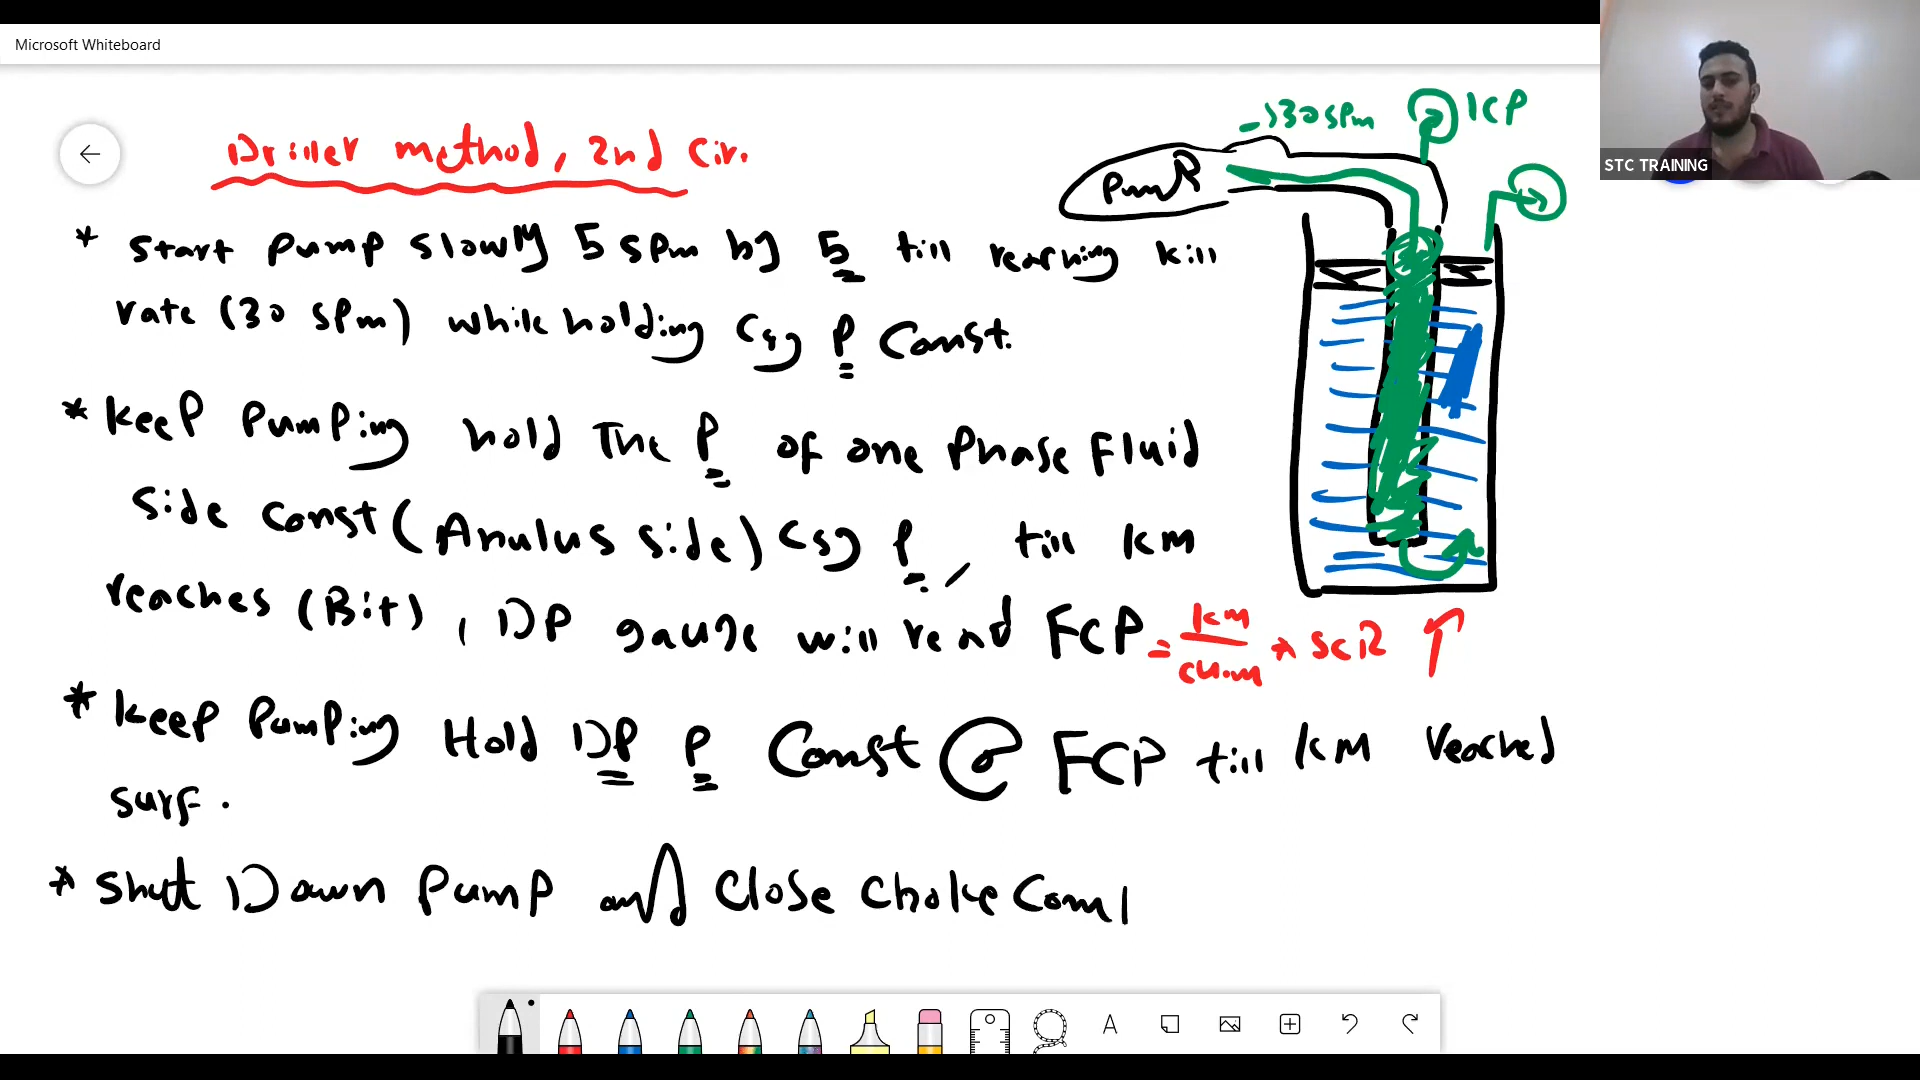 Microsoft Whiteboard
Driller method, 2nd Cir.
* start pump slowly 5 spm by 5 till reaching kill
rate (30 spm) while holding Csg P Const.
* keep pumping hold The P of one phase fluid
side const (Anulus side) Csg P till km
reaches (Bit), DP gauge will read FCP = km / cu.m * SCR
* keep pumping Hold DP P Const @ FCP till km reached
surf.
* Shut Down pump and close choke Coml
→30 spm
ICP
pump
STC TRAINING
A